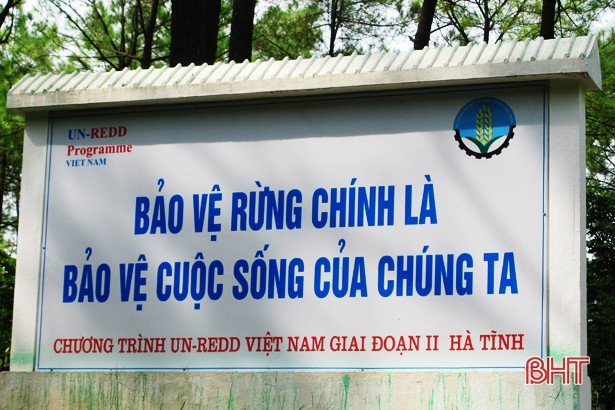 UN-REDD
Programme
VIỆT NAM
BẢO VỆ RỪNG CHÍNH LÀ
BẢO VỆ CUỘC SỐNG CỦA CHÚNG TA
CHƯƠNG TRÌNH UN-REDD VIỆT NAM GIAI ĐOẠN II HÀ TĨNH
BHT